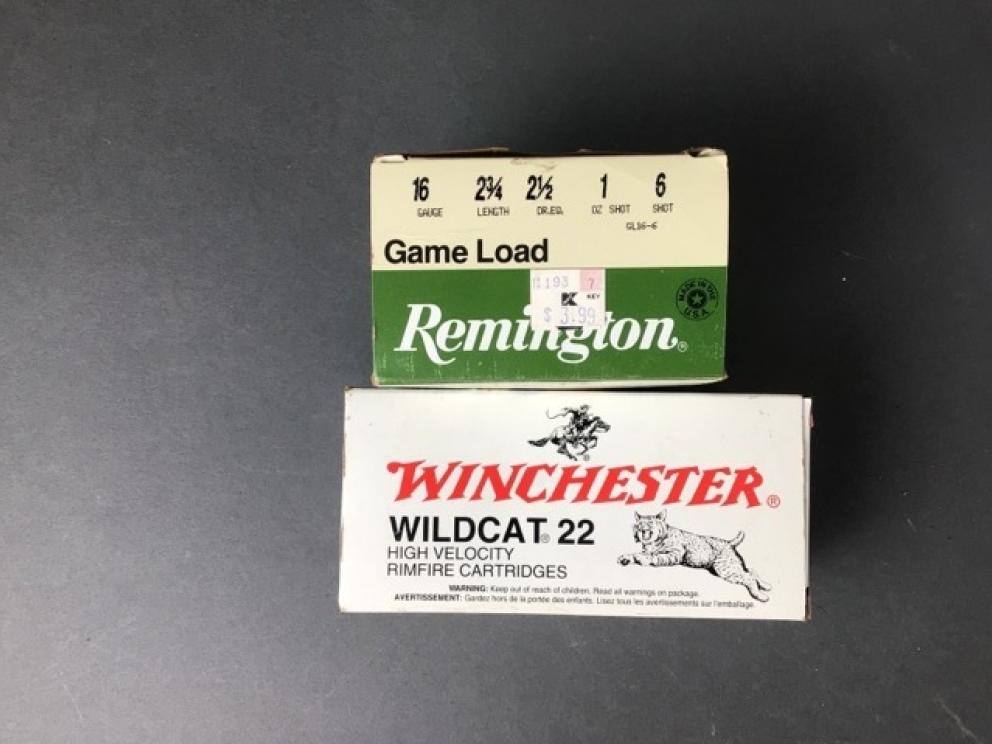 16 2¾ 2½ 1 6
GAUGE LENGTH DR.EQ. OZ SHOT SHOT
GL16-6
Game Load
193 7
K KEY
$ 3.99
Remington®
MADE IN THE U.S.A.
WINCHESTER®
WILDCAT® 22
HIGH VELOCITY
RIMFIRE CARTRIDGES
WARNING: Keep out of reach of children. Read all warnings on package.
AVERTISSEMENT: Gardez hors de la portée des enfants. Lisez tous les avertissements sur l'emballage.